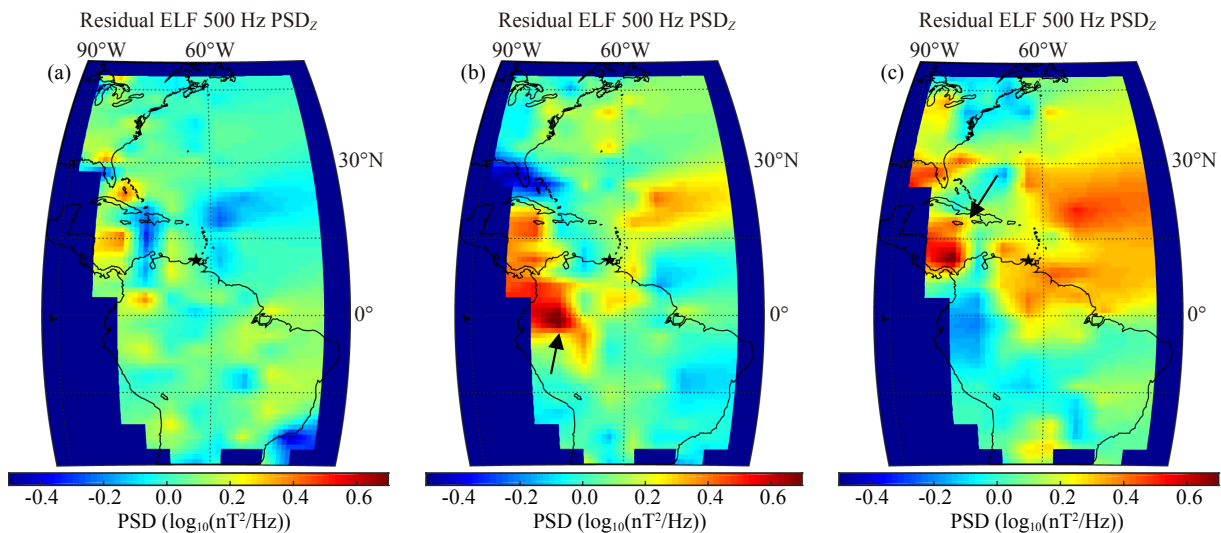 Residual ELF 500 Hz PSD_Z
90°W 60°W
(a)
30°N
0°
-0.4 -0.2 0.0 0.2 0.4 0.6
PSD (log₁₀(nT²/Hz))
Residual ELF 500 Hz PSD_Z
90°W 60°W
(b)
30°N
0°
-0.4 -0.2 0.0 0.2 0.4 0.6
PSD (log₁₀(nT²/Hz))
Residual ELF 500 Hz PSD_Z
90°W 60°W
(c)
30°N
0°
-0.4 -0.2 0.0 0.2 0.4 0.6
PSD (log₁₀(nT²/Hz))